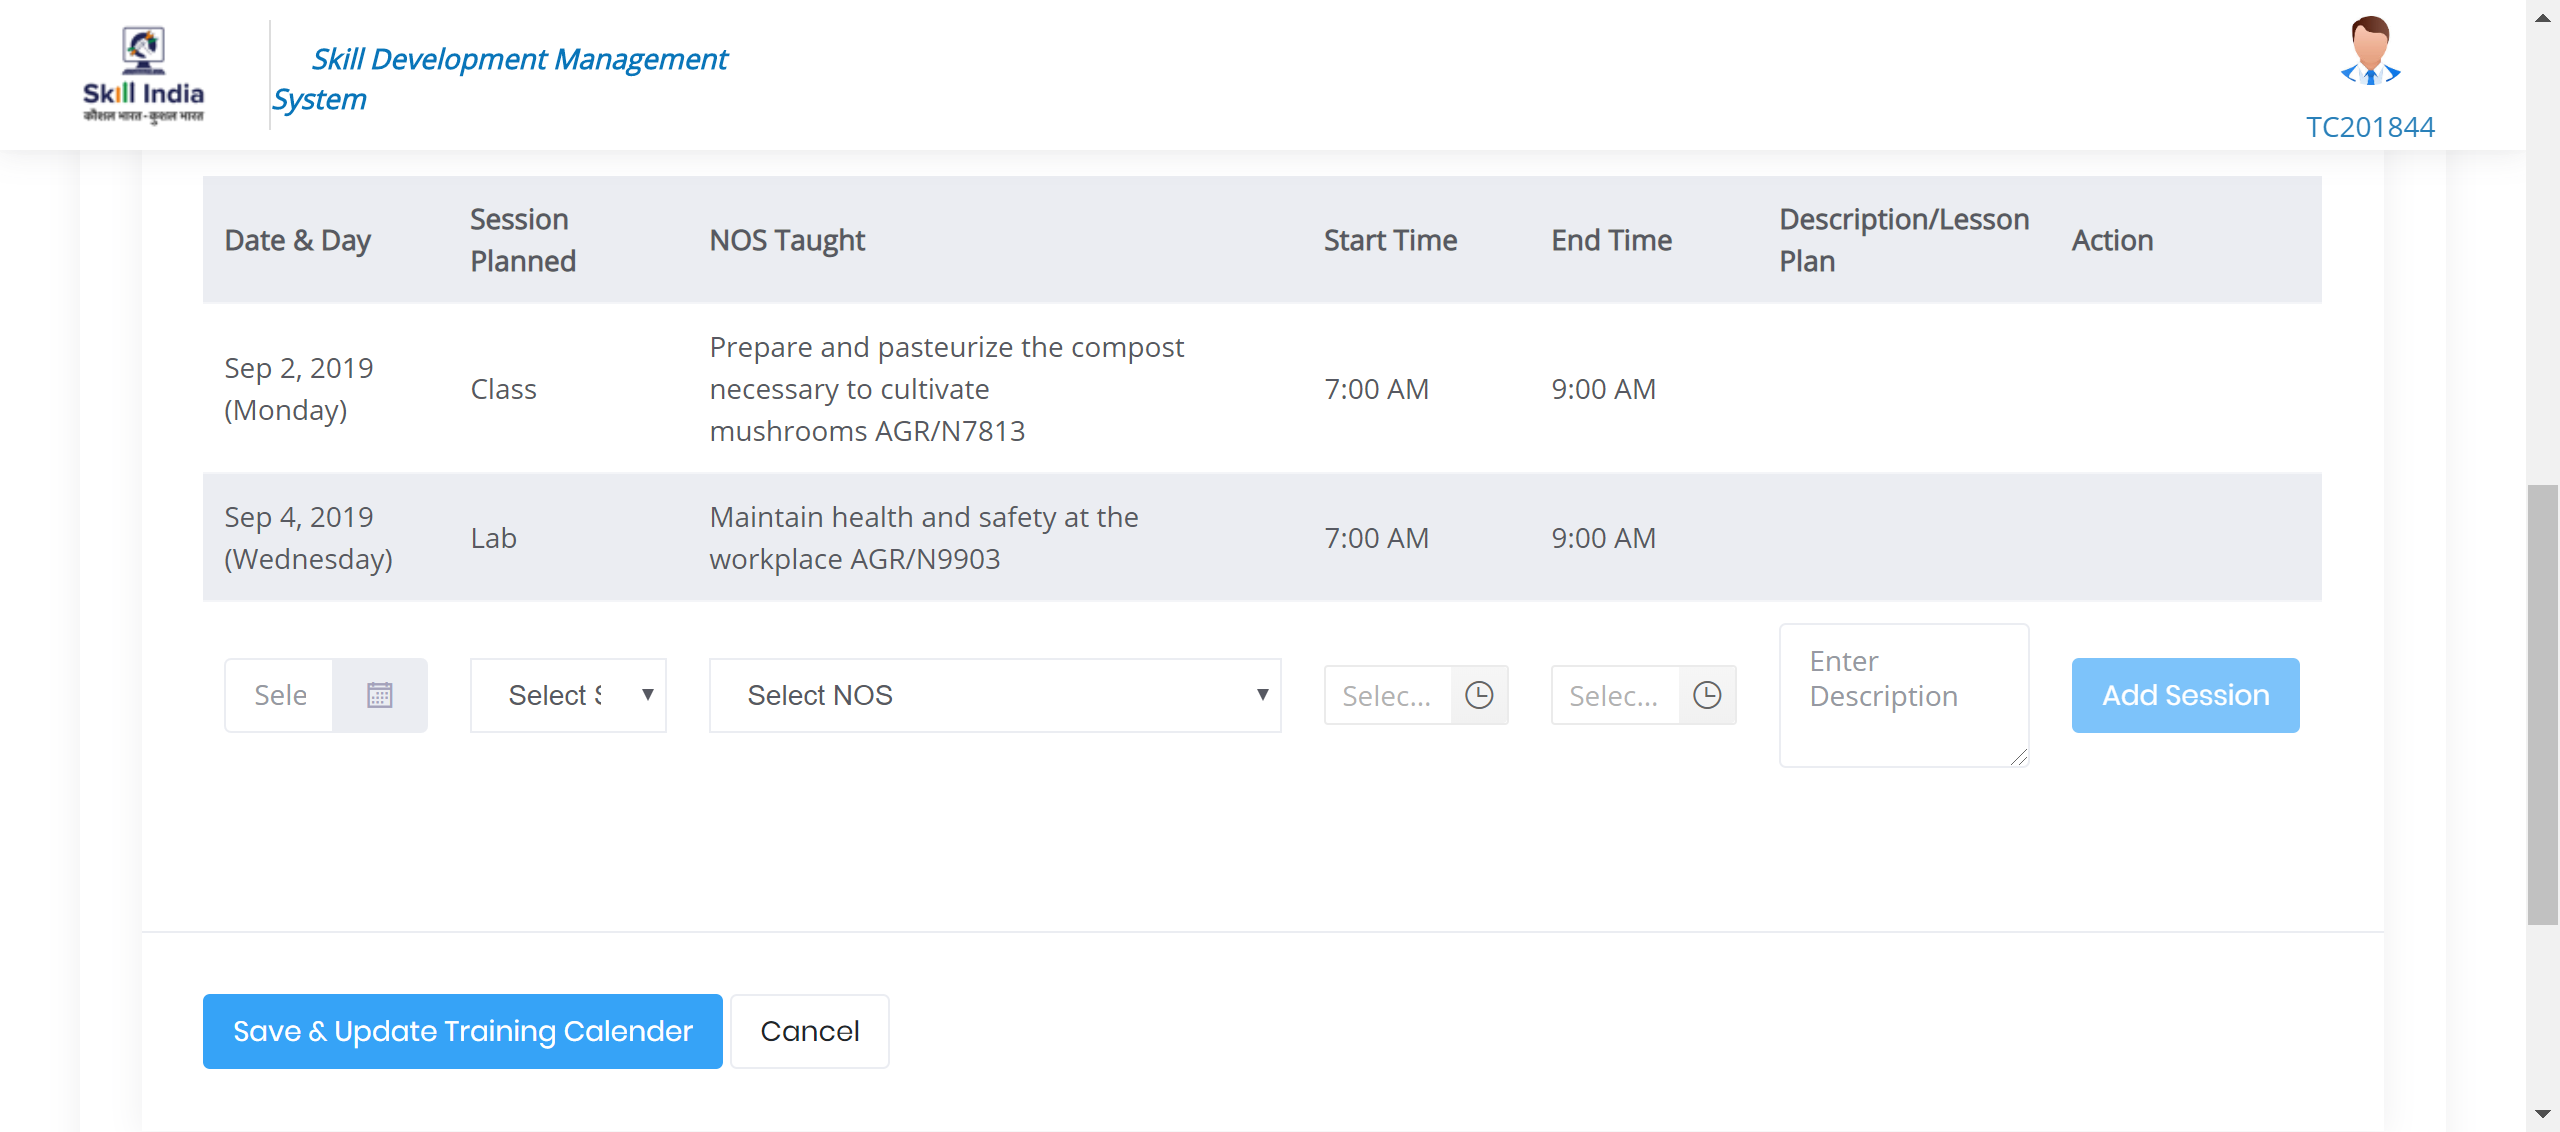 Skill India
कौशल भारत - कुशल भारत
Skill Development Management
System
TC201844
Date & Day
Session
Planned
NOS Taught
Start Time
End Time
Description/Lesson
Plan
Action
Sep 2, 2019
(Monday)
Class
Prepare and pasteurize the compost
necessary to cultivate
mushrooms AGR/N7813
7:00 AM
9:00 AM
Sep 4, 2019
(Wednesday)
Lab
Maintain health and safety at the
workplace AGR/N9903
7:00 AM
9:00 AM
Sele
Select S
Select NOS
Selec...
Selec...
Enter
Description
Add Session
Save & Update Training Calender
Cancel